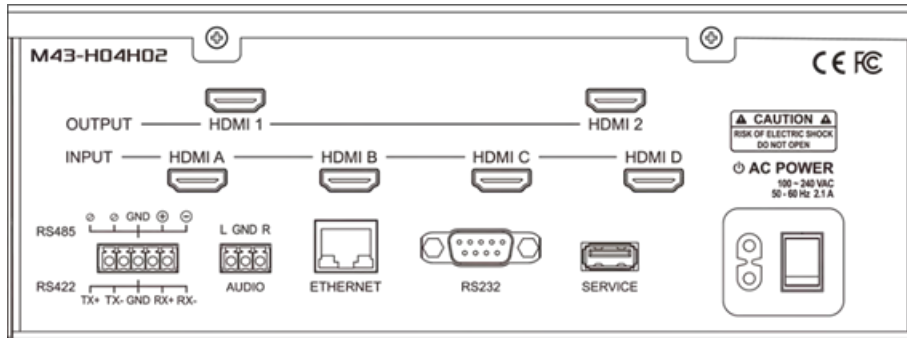 M43-H04H02
CE FC
OUTPUT HDMI 1 HDMI 2
INPUT HDMI A HDMI B HDMI C HDMI D
CAUTION
RISK OF ELECTRIC SHOCK
DO NOT OPEN
AC POWER
100 ~ 240 VAC
50 - 60 Hz 2.1 A
RS485 ⊘ ⊘ GND ⊕ ⊖
RS422
TX+ TX- GND RX+ RX-
L GND R
AUDIO
ETHERNET
RS232
SERVICE